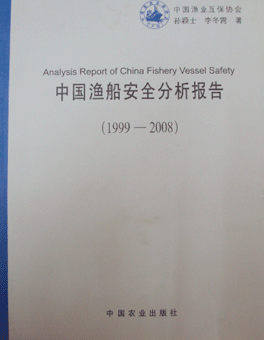 中国渔业互保协会
孙颖士 李冬霄 著
Analysis Report of China Fishery Vessel Safety
中国渔船安全分析报告
(1999—2008)
中国农业出版社